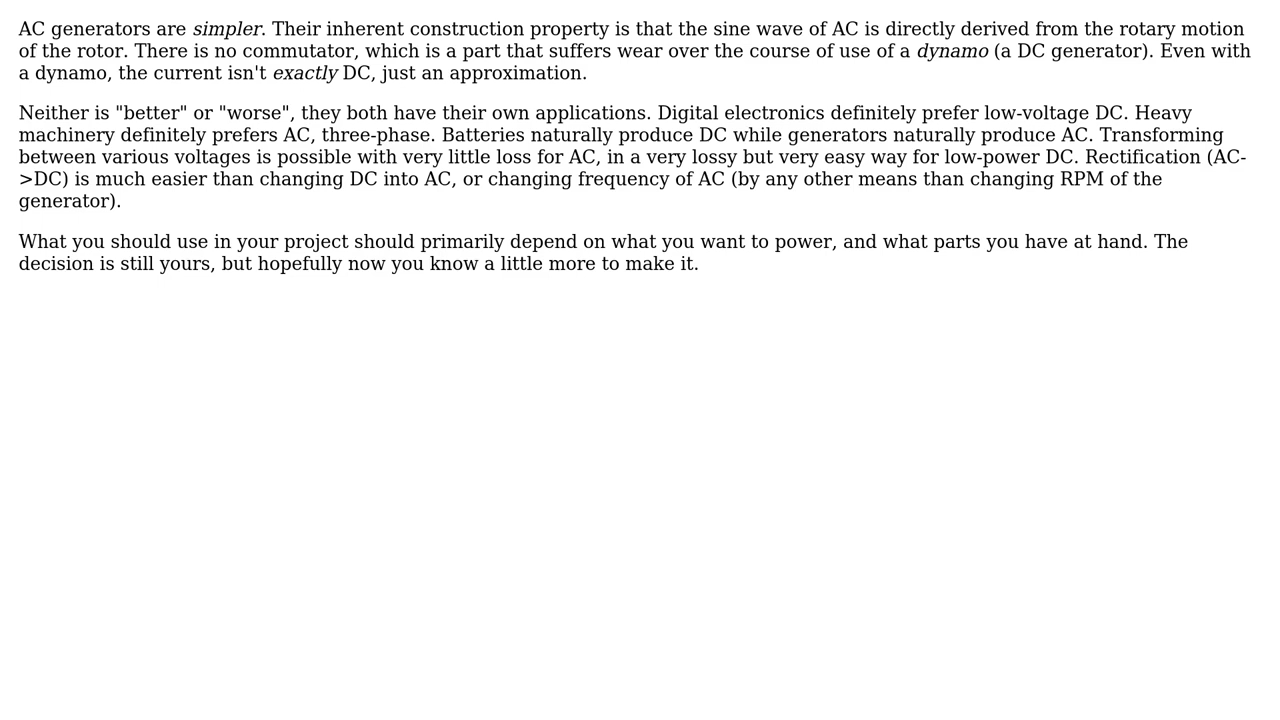 AC generators are simpler. Their inherent construction property is that the sine wave of AC is directly derived from the rotary motion
of the rotor. There is no commutator, which is a part that suffers wear over the course of use of a dynamo (a DC generator). Even with
a dynamo, the current isn't exactly DC, just an approximation.
Neither is "better" or "worse", they both have their own applications. Digital electronics definitely prefer low-voltage DC. Heavy
machinery definitely prefers AC, three-phase. Batteries naturally produce DC while generators naturally produce AC. Transforming
between various voltages is possible with very little loss for AC, in a very lossy but very easy way for low-power DC. Rectification (AC-
>DC) is much easier than changing DC into AC, or changing frequency of AC (by any other means than changing RPM of the
generator).
What you should use in your project should primarily depend on what you want to power, and what parts you have at hand. The
decision is still yours, but hopefully now you know a little more to make it.